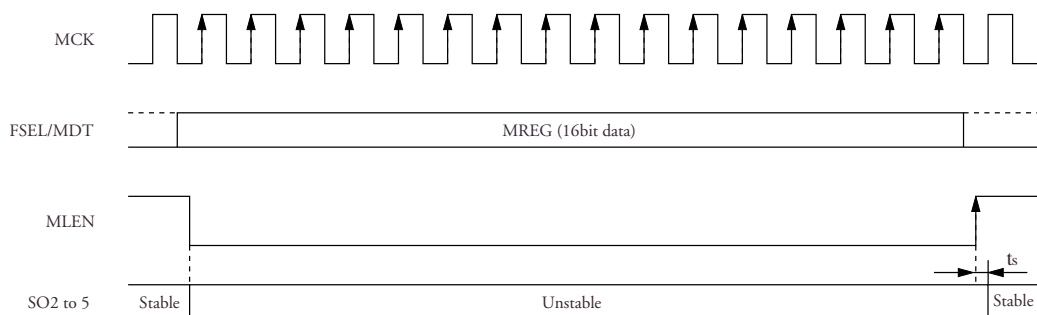 MCK
FSEL/MDT
MREG (16bit data)
MLEN
ts
SO2 to 5
Stable
Unstable
Stable